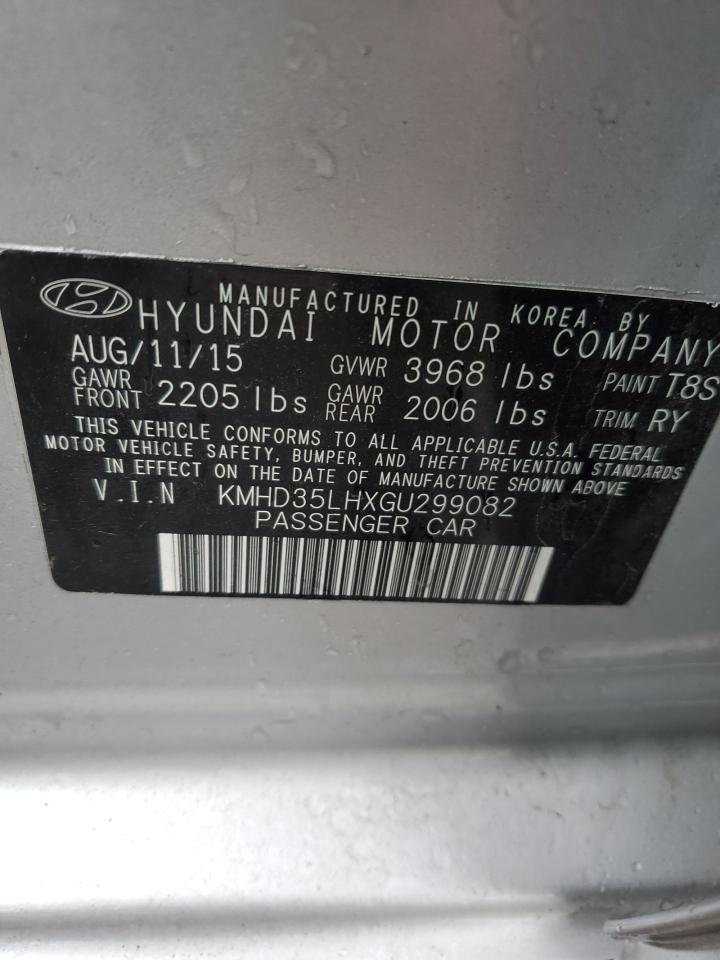 MANUFACTURED IN KOREA BY
HYUNDAI MOTOR COMPANY
AUG/11/15 GVWR 3968 lbs PAINT T8S
GAWR FRONT 2205 lbs GAWR REAR 2006 lbs TRIM RY
THIS VEHICLE CONFORMS TO ALL APPLICABLE U.S.A. FEDERAL
MOTOR VEHICLE SAFETY, BUMPER, AND THEFT PREVENTION STANDARDS
IN EFFECT ON THE DATE OF MANUFACTURE SHOWN ABOVE
V.I.N KMHD35LHXGU299082
PASSENGER CAR